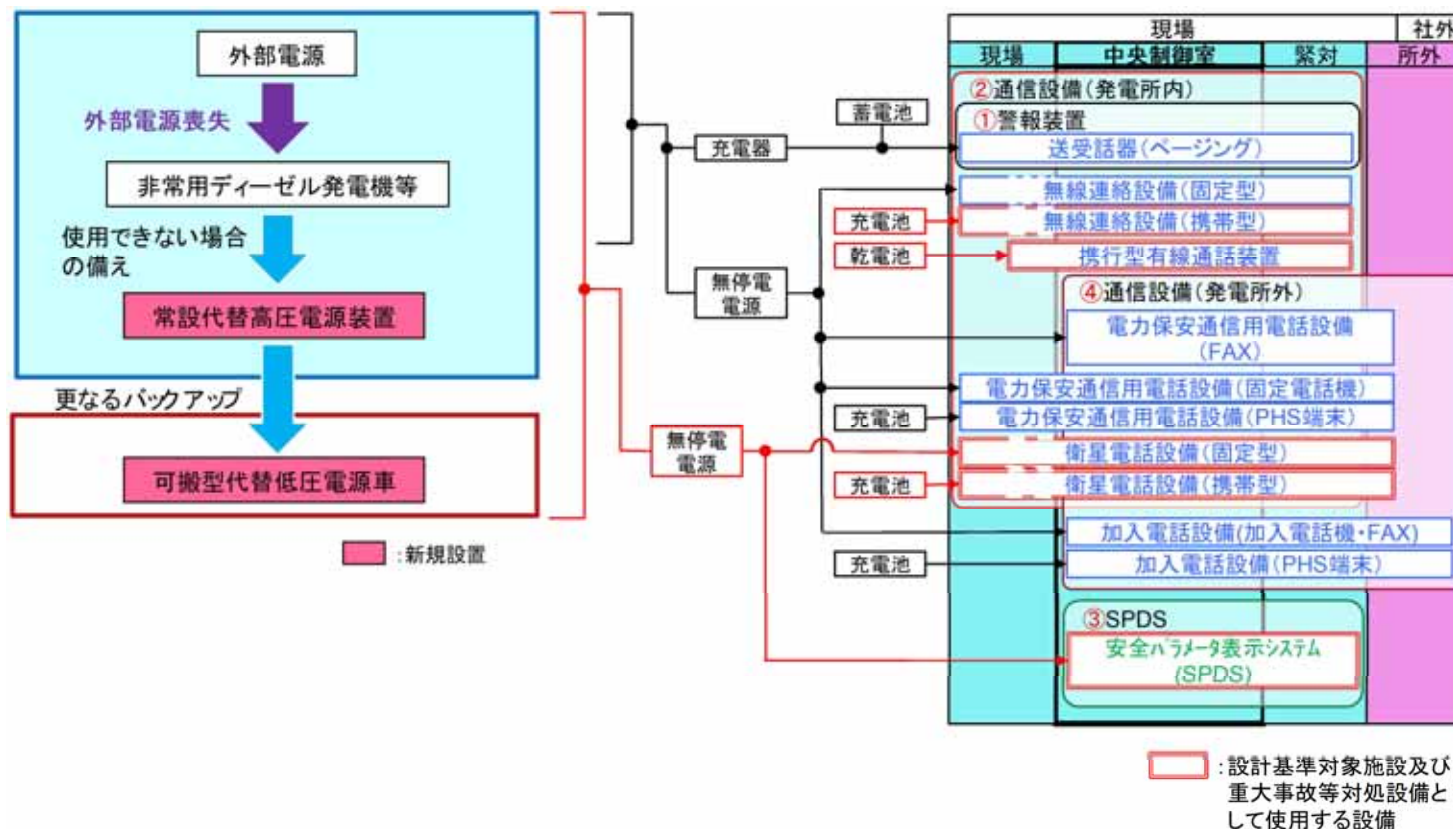 外部電源
外部電源喪失
非常用ディーゼル発電機等
使用できない場合
の備え
常設代替高圧電源装置
更なるバックアップ
可搬型代替低圧電源車
:新規設置
充電器
蓄電池
無停電
電源
充電池
乾電池
充電池
無停電
電源
充電池
充電池
現場
社外
現場
中央制御室
緊対
所外
②通信設備(発電所内)
①警報装置
送受話器(ページング)
無線連絡設備(固定型)
無線連絡設備(携帯型)
携行型有線通話装置
④通信設備(発電所外)
電力保安通信用電話設備
(FAX)
電力保安通信用電話設備(固定電話機)
電力保安通信用電話設備(PHS端末)
衛星電話設備(固定型)
衛星電話設備(携帯型)
加入電話設備(加入電話機・FAX)
加入電話設備(PHS端末)
③SPDS
安全パラメータ表示システム
(SPDS)
:設計基準対象施設及び
重大事故等対処設備と
して使用する設備